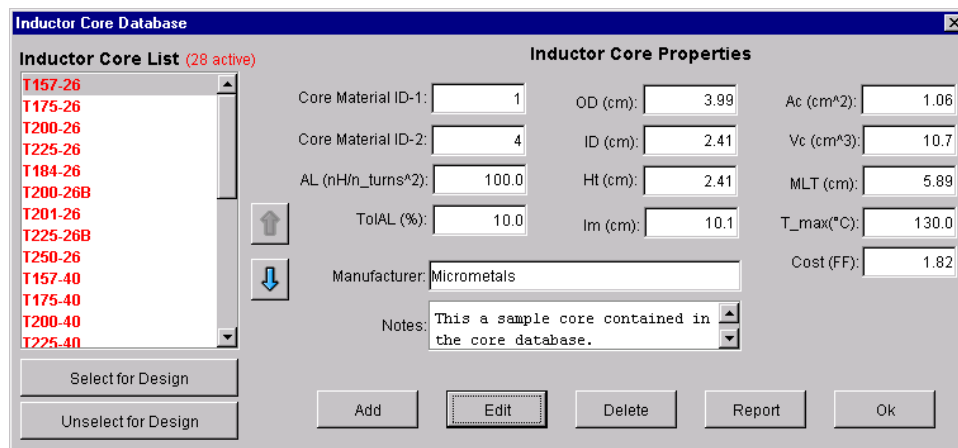 Inductor Core Database
Inductor Core List (28 active)
T157-26
T175-26
T200-26
T225-26
T184-26
T200-26B
T201-26
T225-26B
T250-26
T157-40
T175-40
T200-40
T225-40
Select for Design
Unselect for Design
Inductor Core Properties
Core Material ID-1: 1
Core Material ID-2: 4
AL (nH/n_turns^2): 100.0
TolAL (%): 10.0
OD (cm): 3.99
ID (cm): 2.41
Ht (cm): 2.41
lm (cm): 10.1
Ac (cm^2): 1.06
Vc (cm^3): 10.7
MLT (cm): 5.89
T_max(°C): 130.0
Cost (FF): 1.82
Manufacturer: Micrometals
Notes: This a sample core contained in
the core database.
Add Edit Delete Report Ok